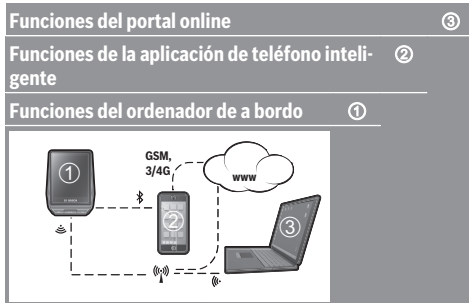 Funciones del portal online ③
Funciones de la aplicación de teléfono inteli- ②
gente
Funciones del ordenador de a bordo ①
GSM,
3/4G
www
①
②
③